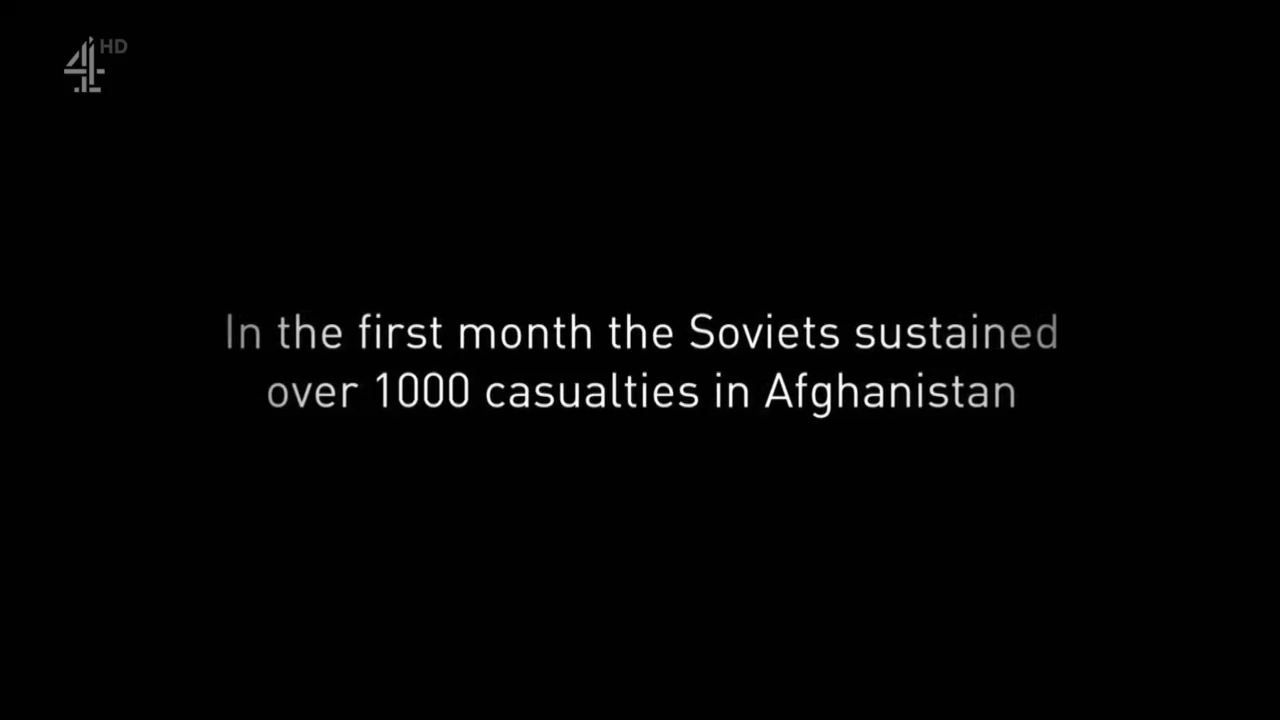 4 HD
In the first month the Soviets sustained
over 1000 casualties in Afghanistan